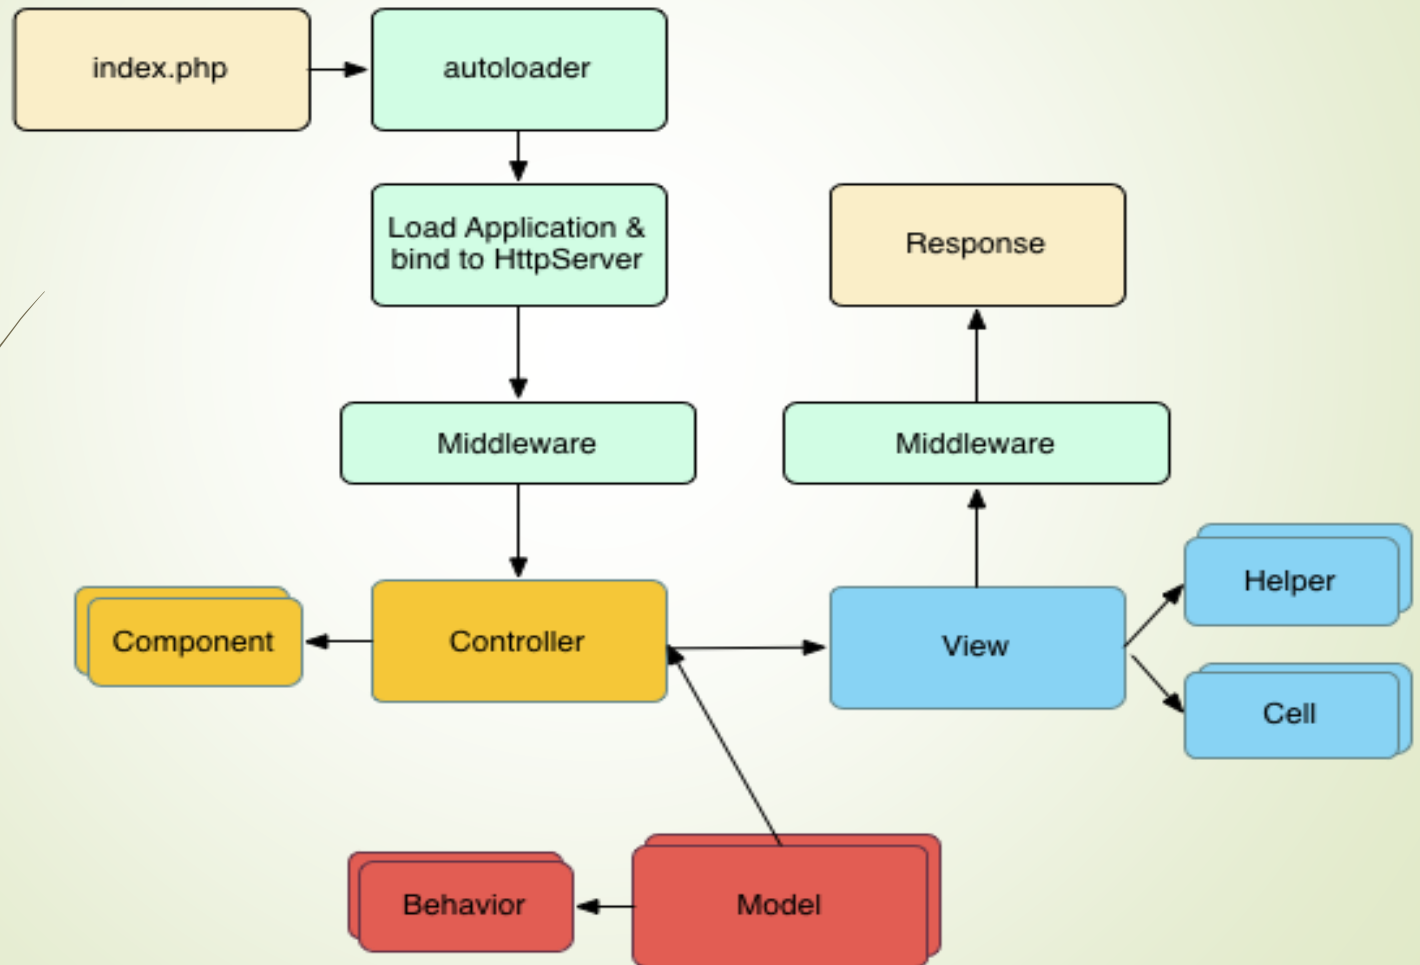 index.php
autoloader
Load Application &
bind to HttpServer
Response
Middleware
Middleware
Component
Controller
View
Helper
Cell
Behavior
Model